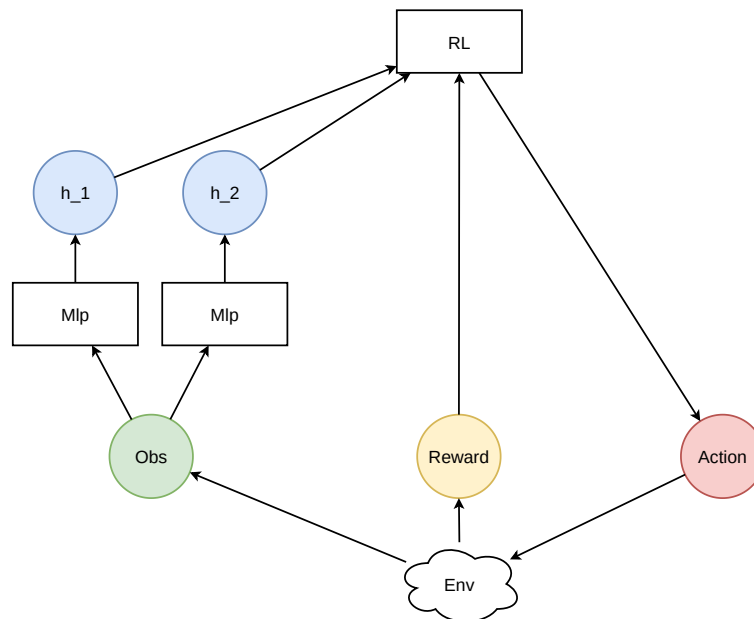 RL
h_1
h_2
Mlp
Mlp
Obs
Reward
Action
Env